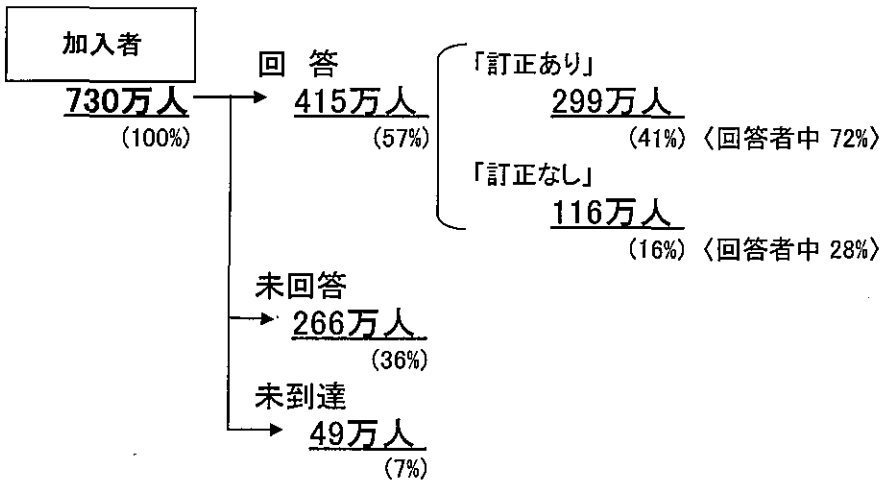 加入者
730万人
(100%)
回 答
415万人
(57%)
「訂正あり」
299万人
(41%)〈回答者中 72%〉
「訂正なし」
116万人
(16%)〈回答者中 28%〉
未回答
266万人
(36%)
未到達
49万人
(7%)